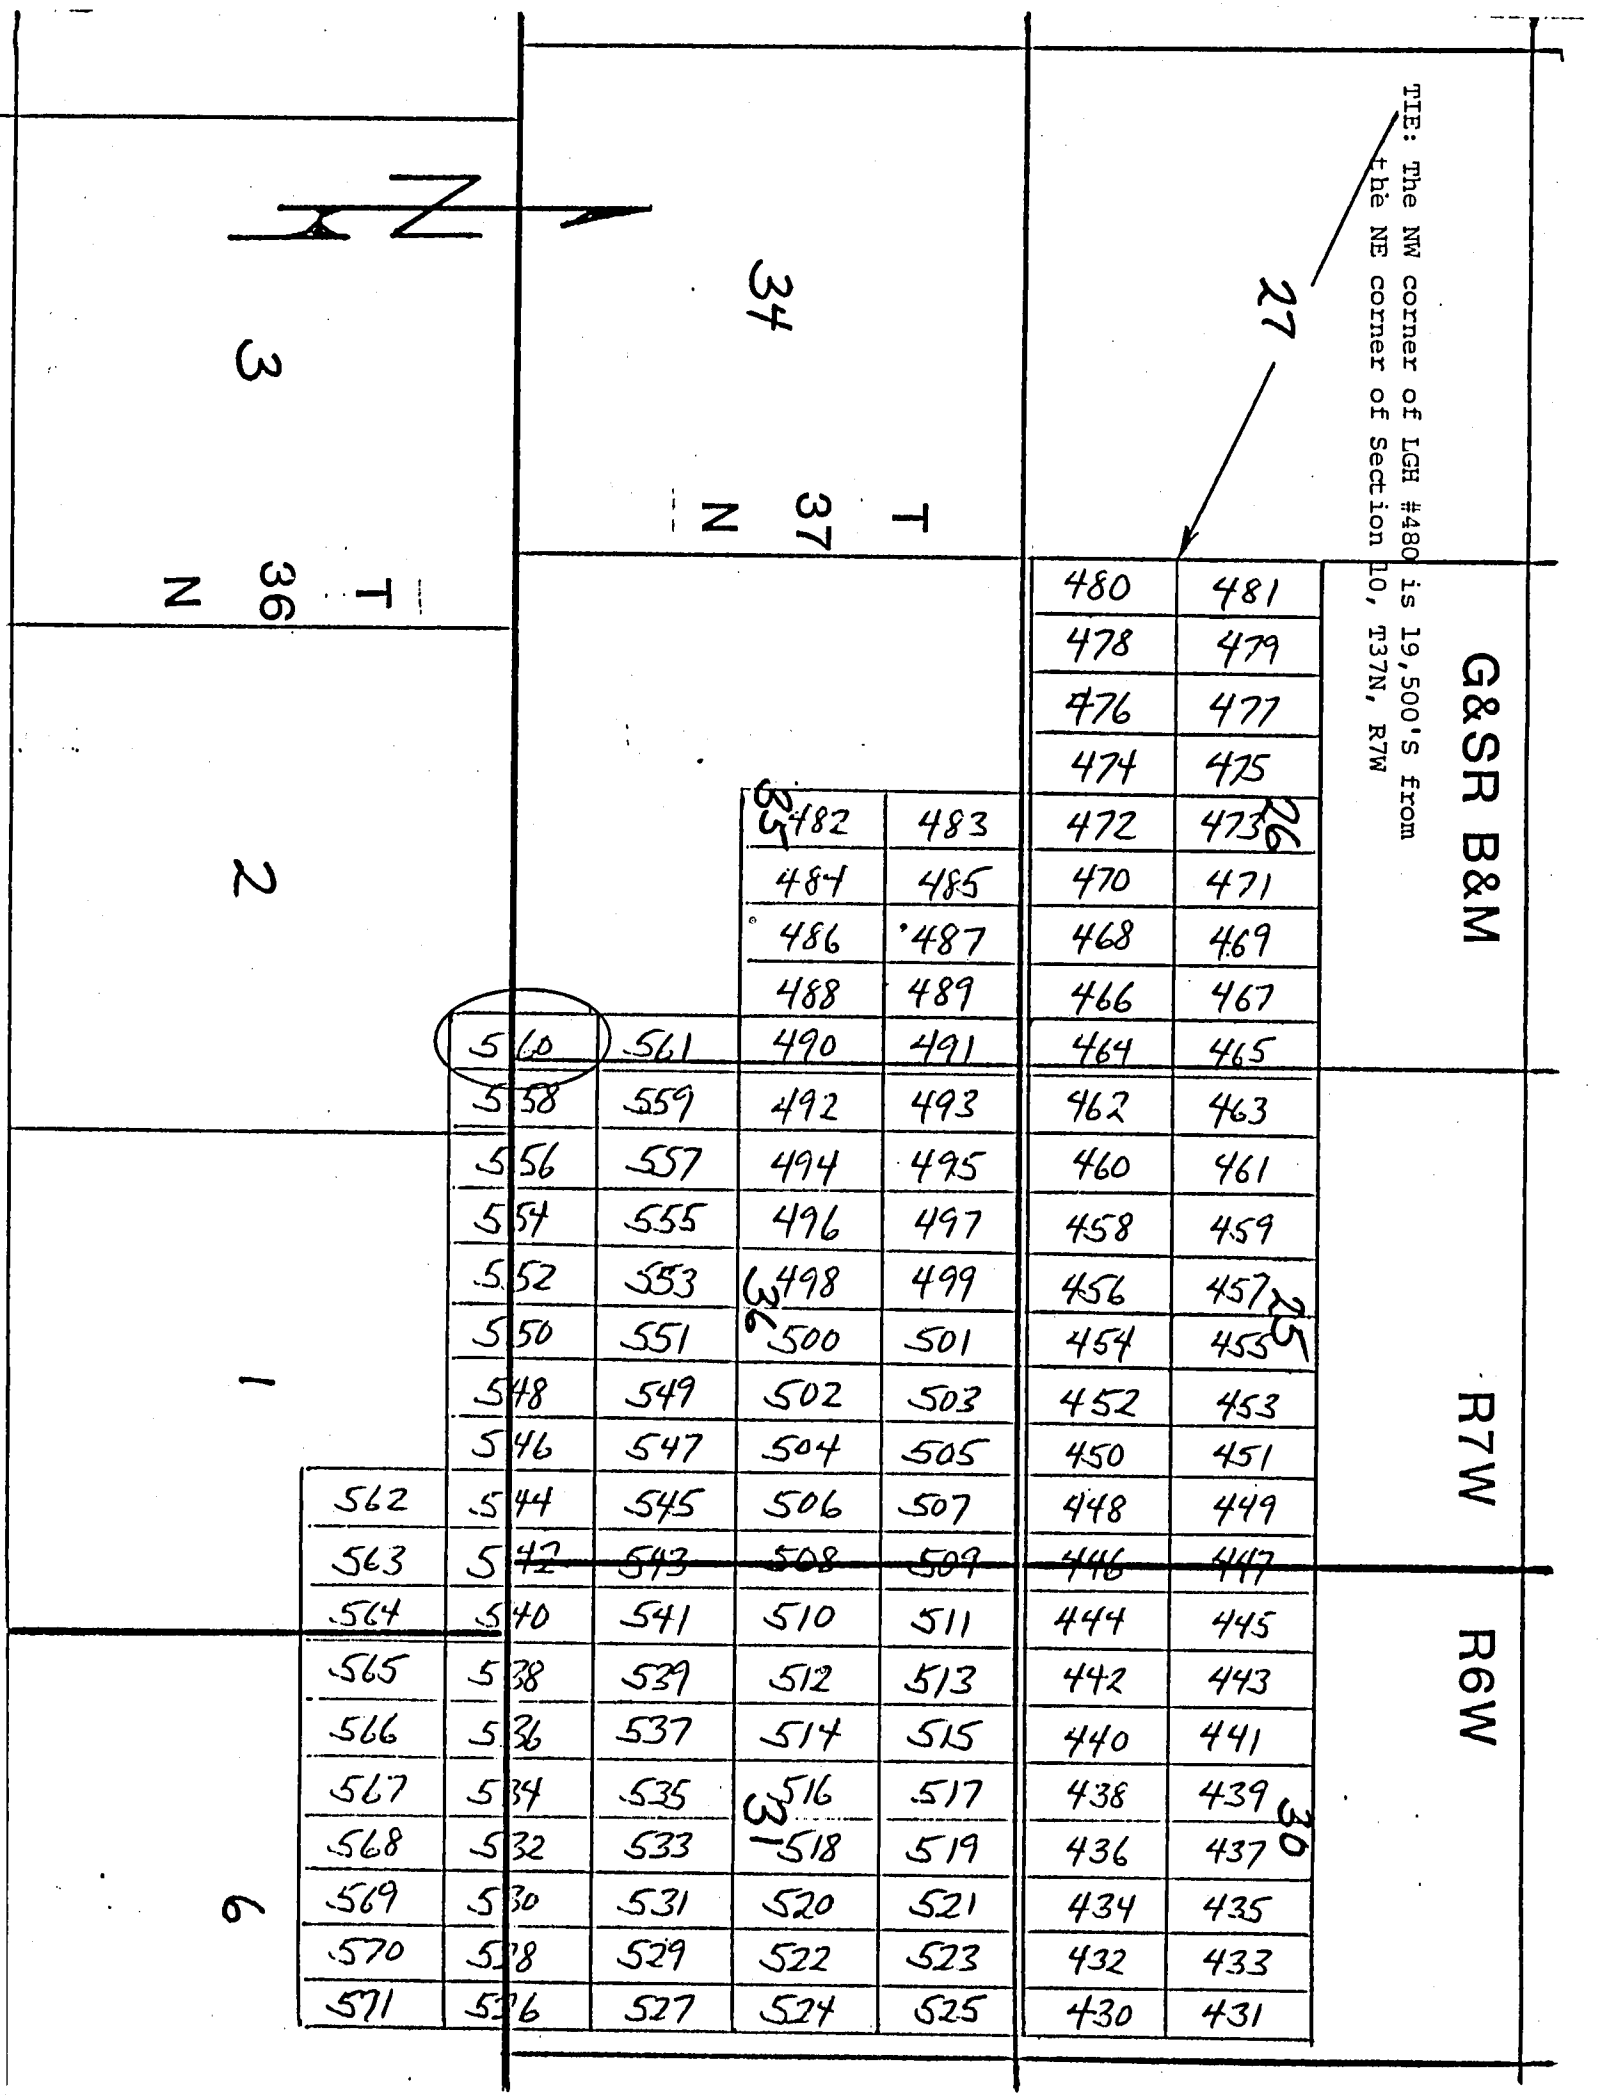 TIE: The NW corner of LGH #480 is 19,500'S from
the NE corner of Section 10, T37N, R7W
G&SR B&M
R7W
R6W
27
34
3
T
37
N
T
36
N
N
2
1
6
26
25
30
35
36
31
480 481
478 479
476 477
474 475
482 483 472 473
484 485 470 471
486 487 468 469
488 489 466 467
560 561 490 491 464 465
558 559 492 493 462 463
556 557 494 495 460 461
554 555 496 497 458 459
552 553 498 499 456 457
550 551 500 501 454 455
548 549 502 503 452 453
546 547 504 505 450 451
562 544 545 506 507 448 449
563 542 543 508 509 446 447
564 540 541 510 511 444 445
565 538 539 512 513 442 443
566 536 537 514 515 440 441
567 534 535 516 517 438 439
568 532 533 518 519 436 437
569 530 531 520 521 434 435
570 528 529 522 523 432 433
571 526 527 524 525 430 431